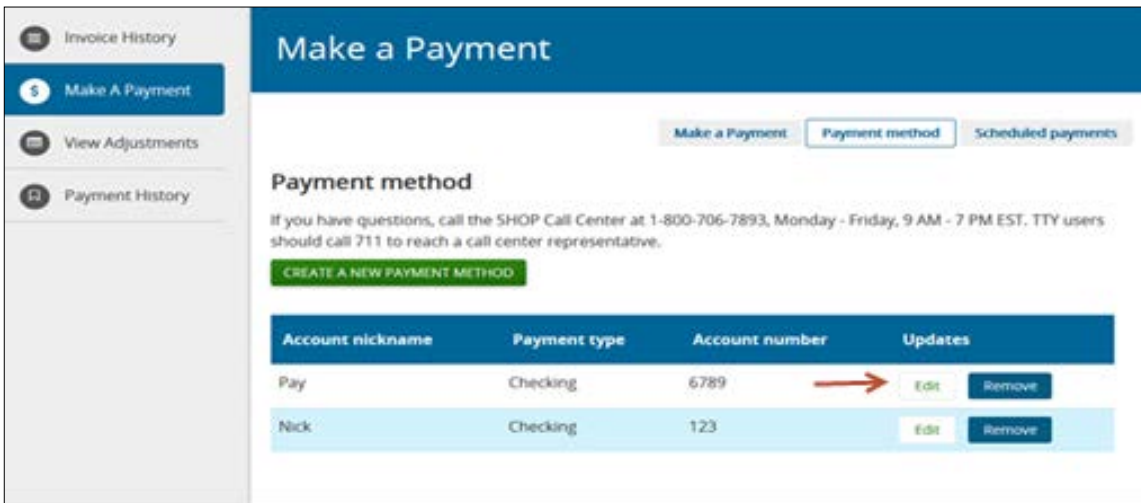 Invoice History
Make A Payment
View Adjustments
Payment History
Make a Payment
Make a Payment Payment method Scheduled payments
Payment method
If you have questions, call the SHOP Call Center at 1-800-706-7893, Monday - Friday, 9 AM - 7 PM EST. TTY users
should call 711 to reach a call center representative.
CREATE A NEW PAYMENT METHOD
Account nickname Payment type Account number Updates
Pay Checking 6789 Edit Remove
Nick Checking 123 Edit Remove